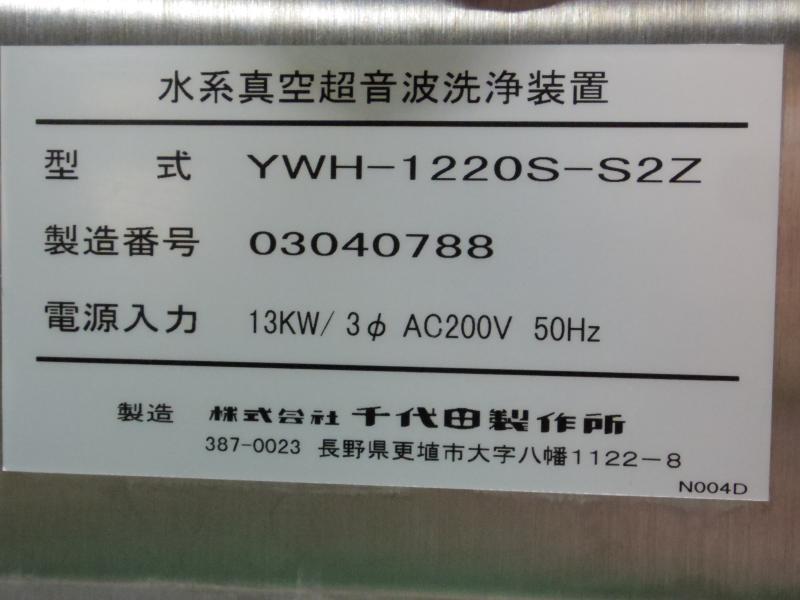 水系真空超音波洗浄装置
型 式 YWH-1220S-S2Z
製造番号 03040788
電源入力 13KW/ 3φ AC200V 50Hz
製造 株式会社 千代田製作所
387-0023 長野県更埴市大字八幡1122-8
N004D